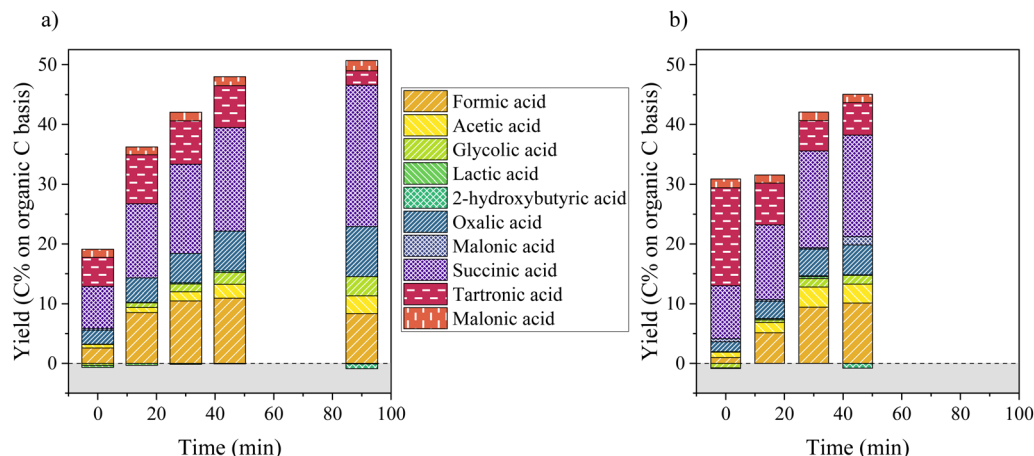 a)
Yield (C% on organic C basis)
50
40
30
20
10
0
0
20
40
60
80
100
Time (min)
Formic acid
Acetic acid
Glycolic acid
Lactic acid
2-hydroxybutyric acid
Oxalic acid
Malonic acid
Succinic acid
Tartronic acid
Malonic acid
b)
Yield (C% on organic C basis)
50
40
30
20
10
0
0
20
40
60
80
100
Time (min)